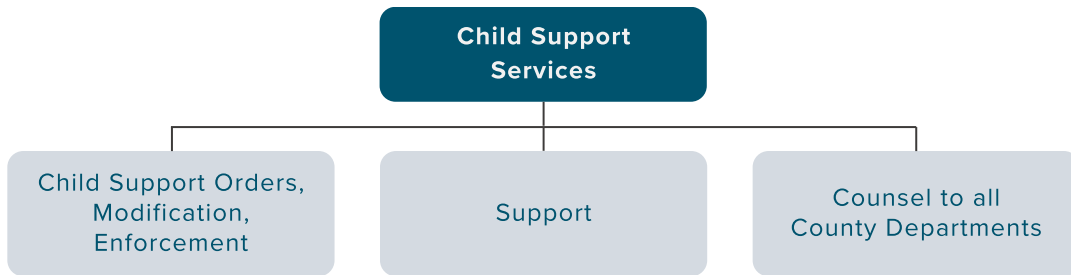 Child Support
Services
Child Support Orders,
Modification,
Enforcement
Support
Counsel to all
County Departments